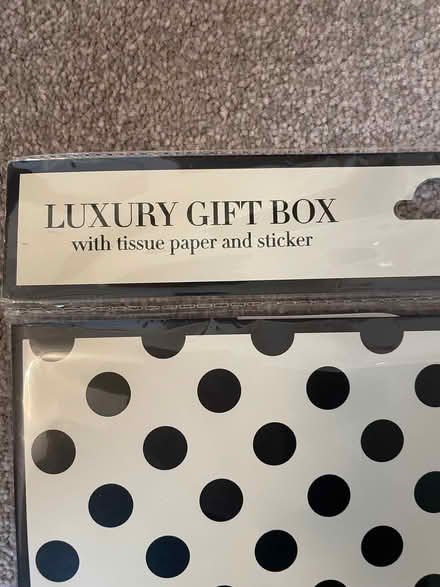 LUXURY GIFT BOX
with tissue paper and sticker